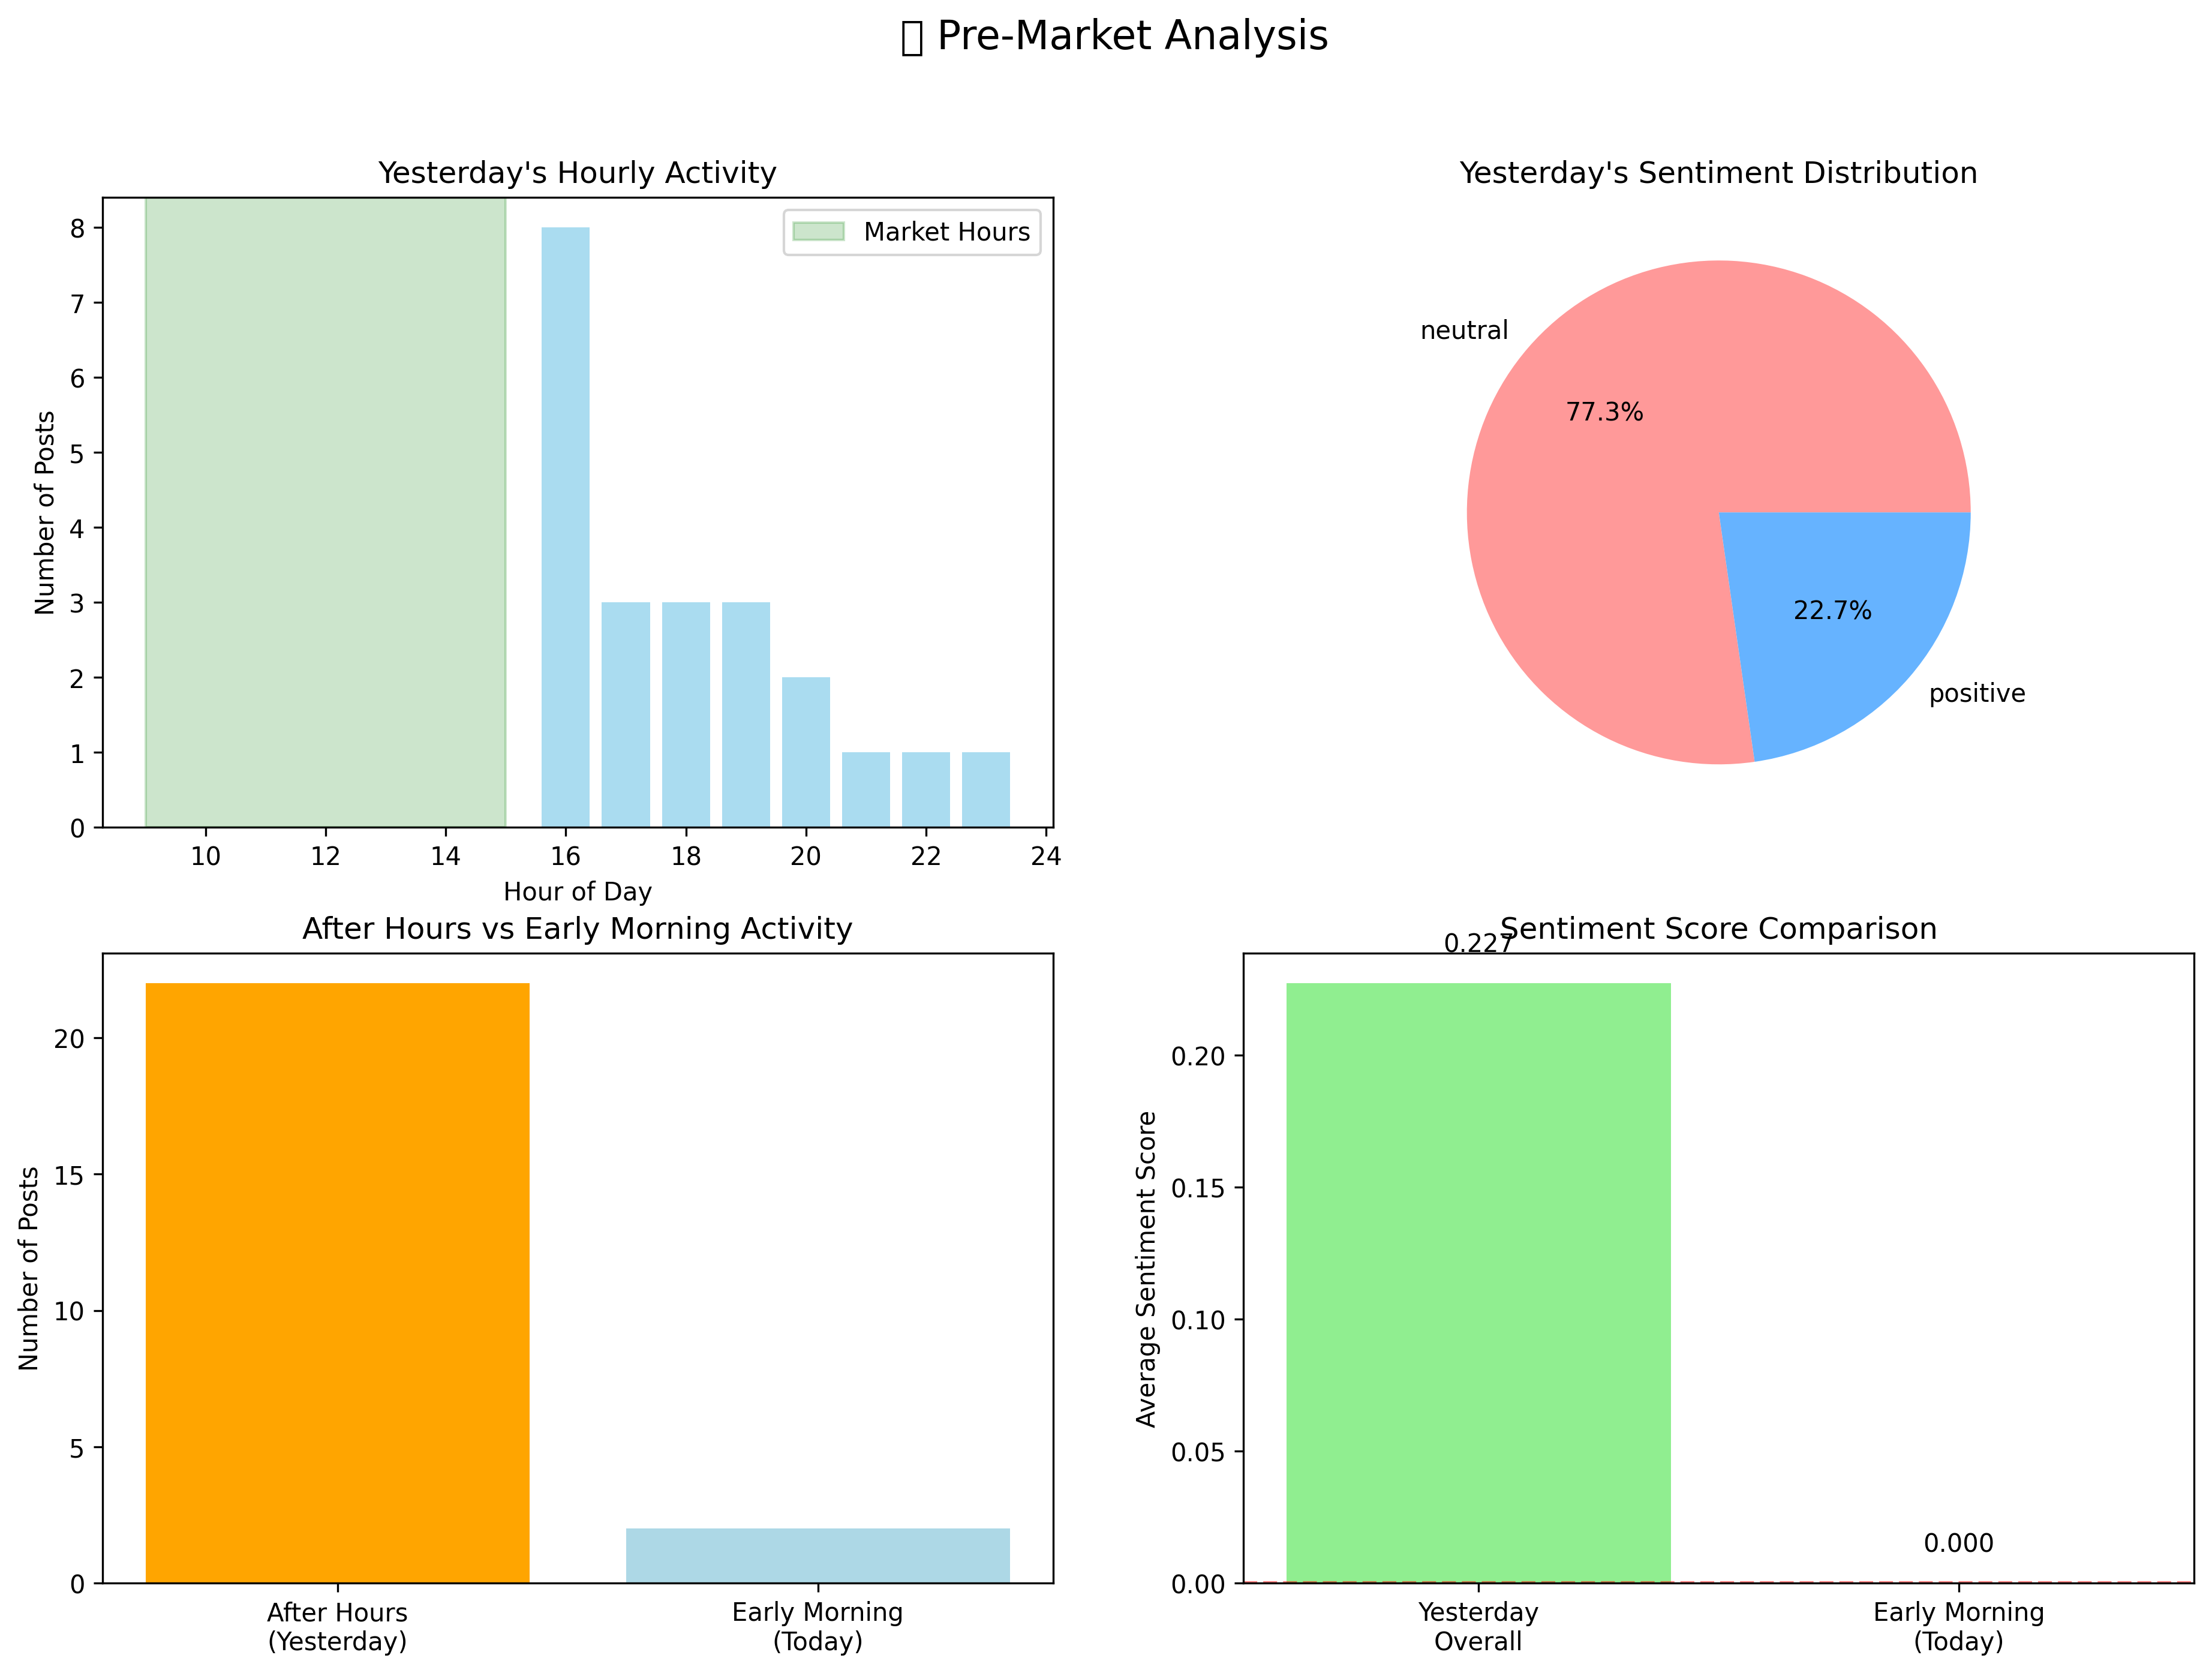 Pre-Market Analysis
Yesterday's Hourly Activity
Number of Posts
8
7
6
5
4
3
2
1
0
Market Hours
10 12 14 16 18 20 22 24
Hour of Day
Yesterday's Sentiment Distribution
neutral
77.3%
22.7%
positive
After Hours vs Early Morning Activity
Number of Posts
20
15
10
5
0
After Hours
(Yesterday)
Early Morning
(Today)
Sentiment Score Comparison
0.227
Average Sentiment Score
0.20
0.15
0.10
0.05
0.00
0.000
Yesterday
Overall
Early Morning
(Today)